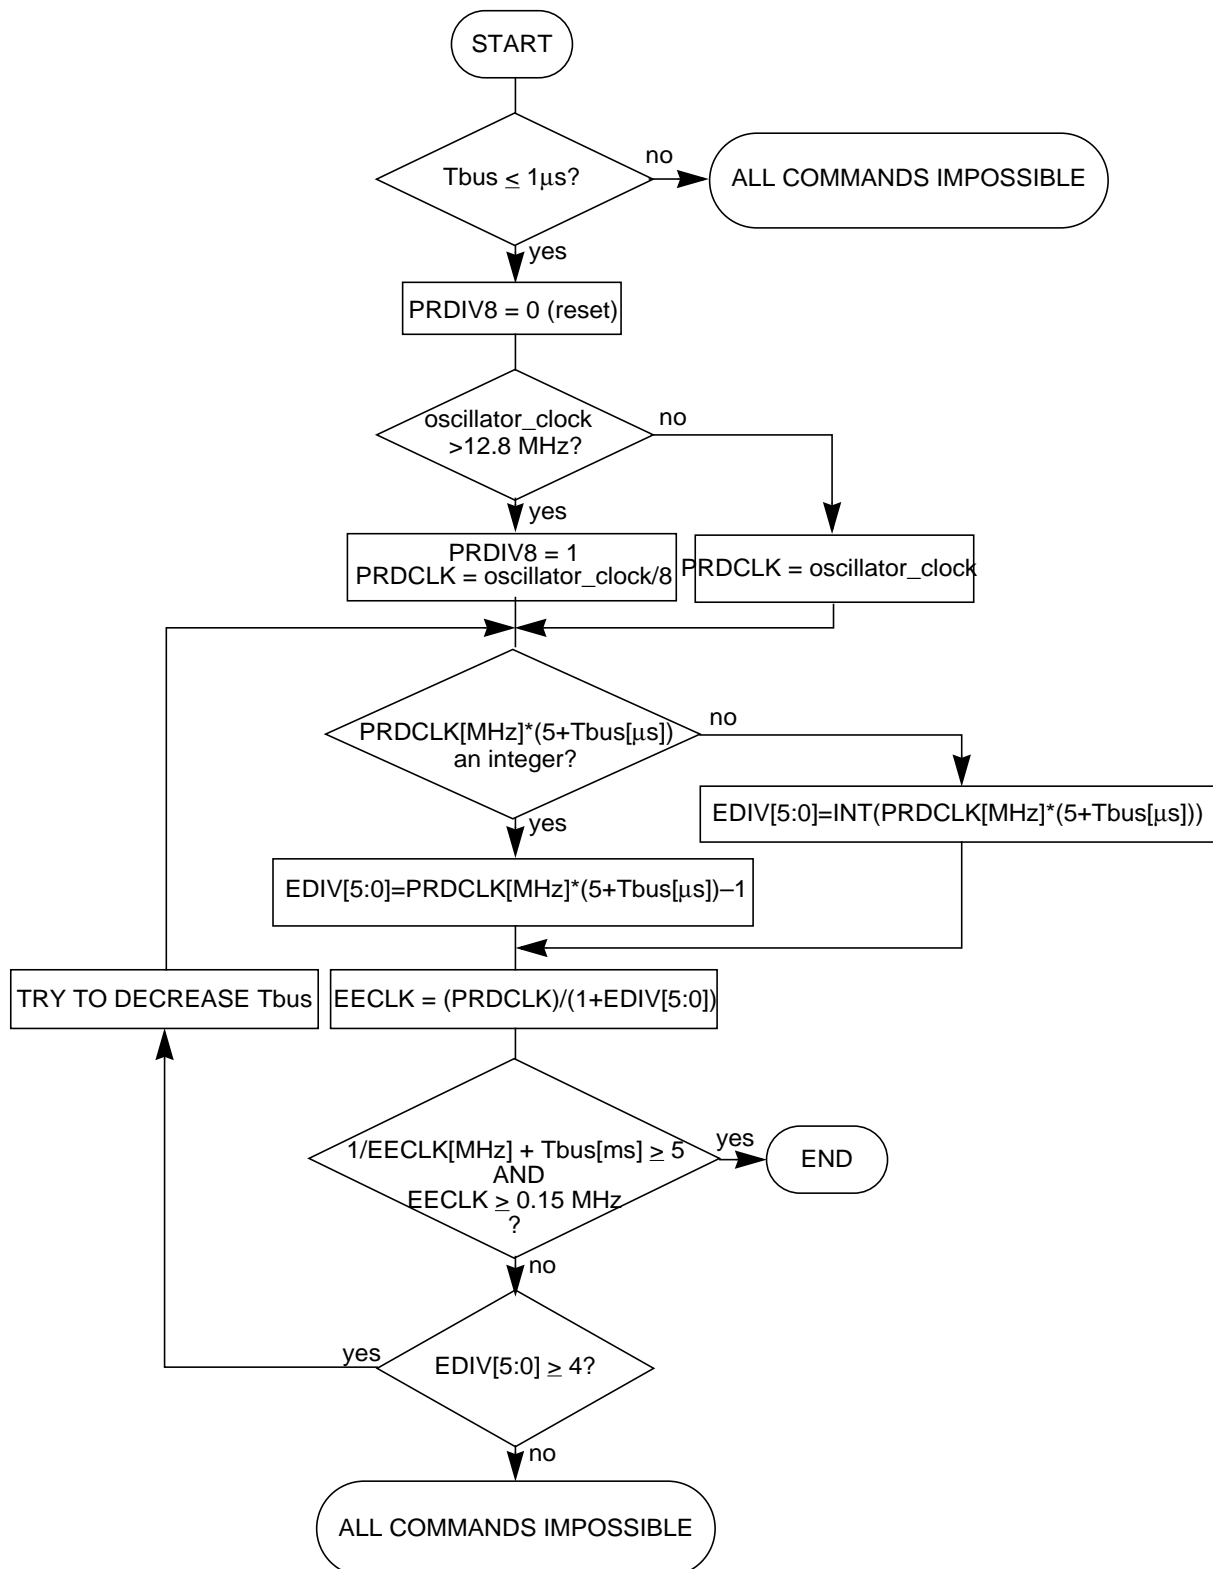 START
Tbus ≤ 1μs?
no
ALL COMMANDS IMPOSSIBLE
yes
PRDIV8 = 0 (reset)
oscillator_clock
>12.8 MHz?
no
yes
PRDIV8 = 1
PRDCLK = oscillator_clock/8
PRDCLK = oscillator_clock
PRDCLK[MHz]*(5+Tbus[μs])
an integer?
no
yes
EDIV[5:0]=INT(PRDCLK[MHz]*(5+Tbus[μs]))
EDIV[5:0]=PRDCLK[MHz]*(5+Tbus[μs])–1
TRY TO DECREASE Tbus
EECLK = (PRDCLK)/(1+EDIV[5:0])
1/EECLK[MHz] + Tbus[ms] ≥ 5
AND
EECLK ≥ 0.15 MHz
?
yes
END
no
EDIV[5:0] ≥ 4?
yes
no
ALL COMMANDS IMPOSSIBLE